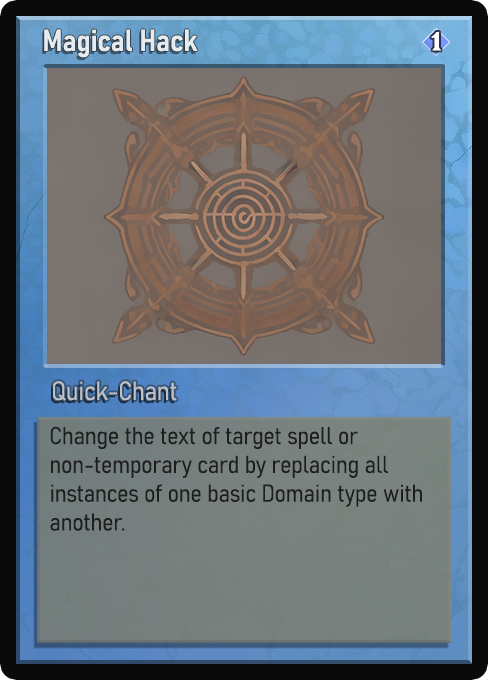 Magical Hack
1
Quick-Chant
Change the text of target spell or
non-temporary card by replacing all
instances of one basic Domain type with
another.